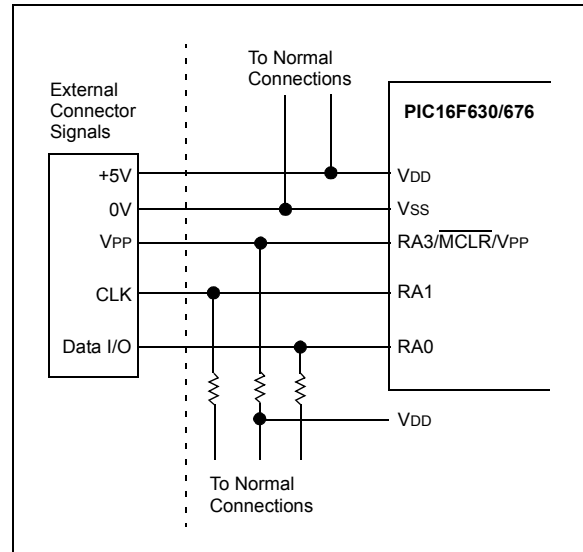 To Normal
Connections
External
Connector
Signals
PIC16F630/676
+5V
VDD
0V
VSS
VPP
RA3/MCLR/VPP
CLK
RA1
Data I/O
RA0
VDD
To Normal
Connections